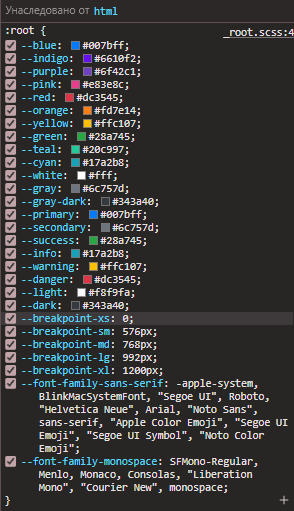 Унаследовано от html
:root { _root.scss:4
--blue: #007bff;
--indigo: #6610f2;
--purple: #6f42c1;
--pink: #e83e8c;
--red: #dc3545;
--orange: #fd7e14;
--yellow: #ffc107;
--green: #28a745;
--teal: #20c997;
--cyan: #17a2b8;
--white: #fff;
--gray: #6c757d;
--gray-dark: #343a40;
--primary: #007bff;
--secondary: #6c757d;
--success: #28a745;
--info: #17a2b8;
--warning: #ffc107;
--danger: #dc3545;
--light: #f8f9fa;
--dark: #343a40;
--breakpoint-xs: 0;
--breakpoint-sm: 576px;
--breakpoint-md: 768px;
--breakpoint-lg: 992px;
--breakpoint-xl: 1200px;
--font-family-sans-serif: -apple-system,
BlinkMacSystemFont, "Segoe UI", Roboto,
"Helvetica Neue", Arial, "Noto Sans",
sans-serif, "Apple Color Emoji", "Segoe UI
Emoji", "Segoe UI Symbol", "Noto Color
Emoji";
--font-family-monospace: SFMono-Regular,
Menlo, Monaco, Consolas, "Liberation
Mono", "Courier New", monospace;
}